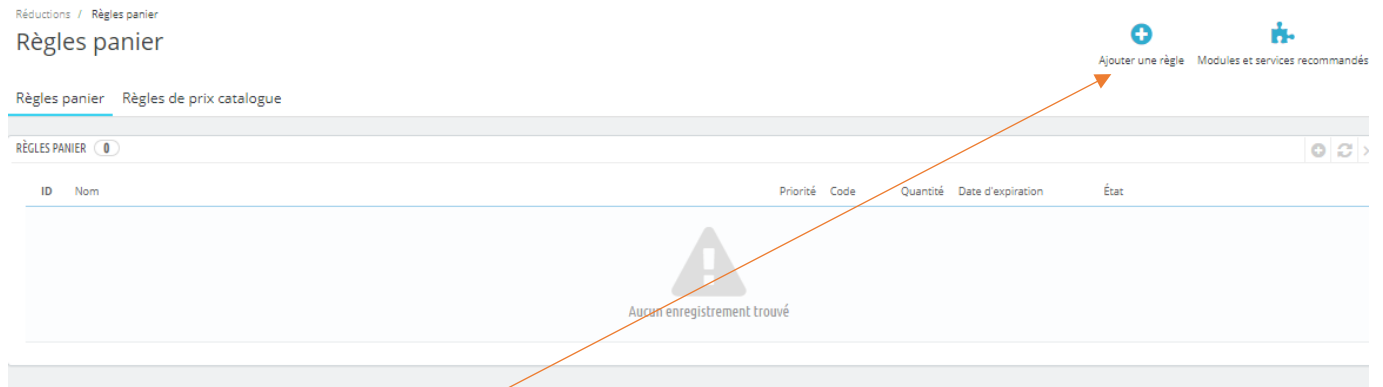 Réductions / Règles panier
Règles panier
Ajouter une règle Modules et services recommandés
Règles panier Règles de prix catalogue
RÈGLES PANIER 0
ID Nom Priorité Code Quantité Date d'expiration État
Aucun enregistrement trouvé